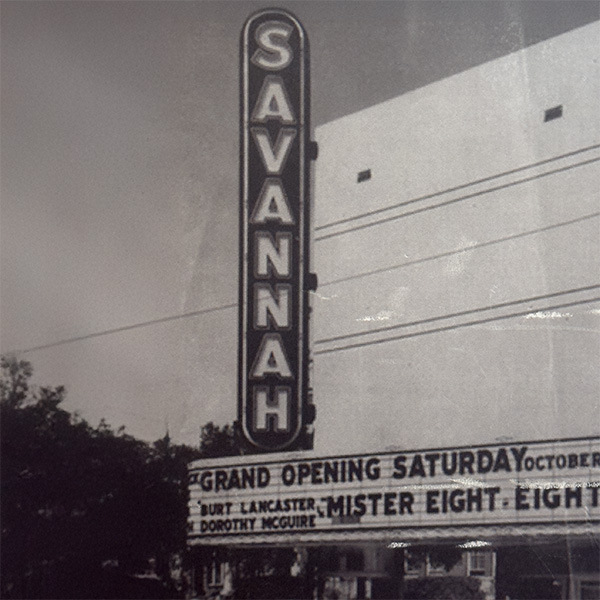 SAVANNAH
GRAND OPENING SATURDAY OCTOBER
"BURT LANCASTER MISTER EIGHT-EIGHT
DOROTHY MCGUIRE"